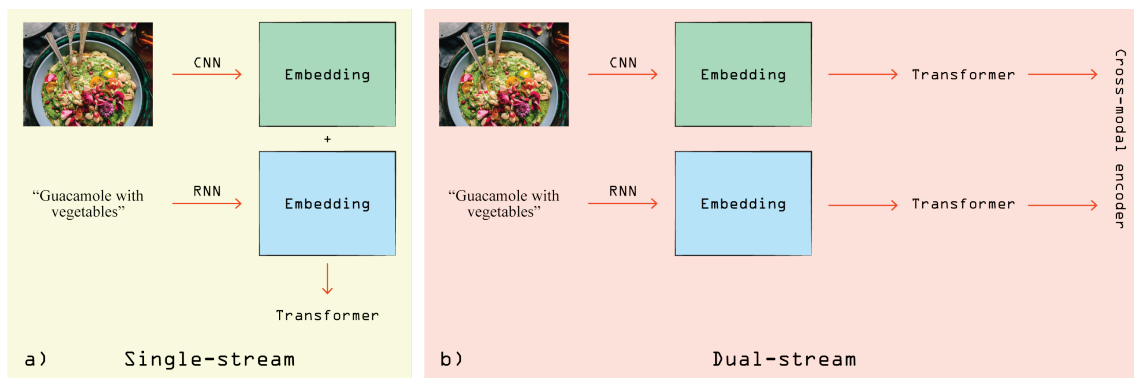 CNN
Embedding
+
“Guacamole with
vegetables”
RNN
Embedding
Transformer
a) Single-stream
CNN
Embedding
Transformer
“Guacamole with
vegetables”
RNN
Embedding
Transformer
Cross-modal encoder
b) Dual-stream